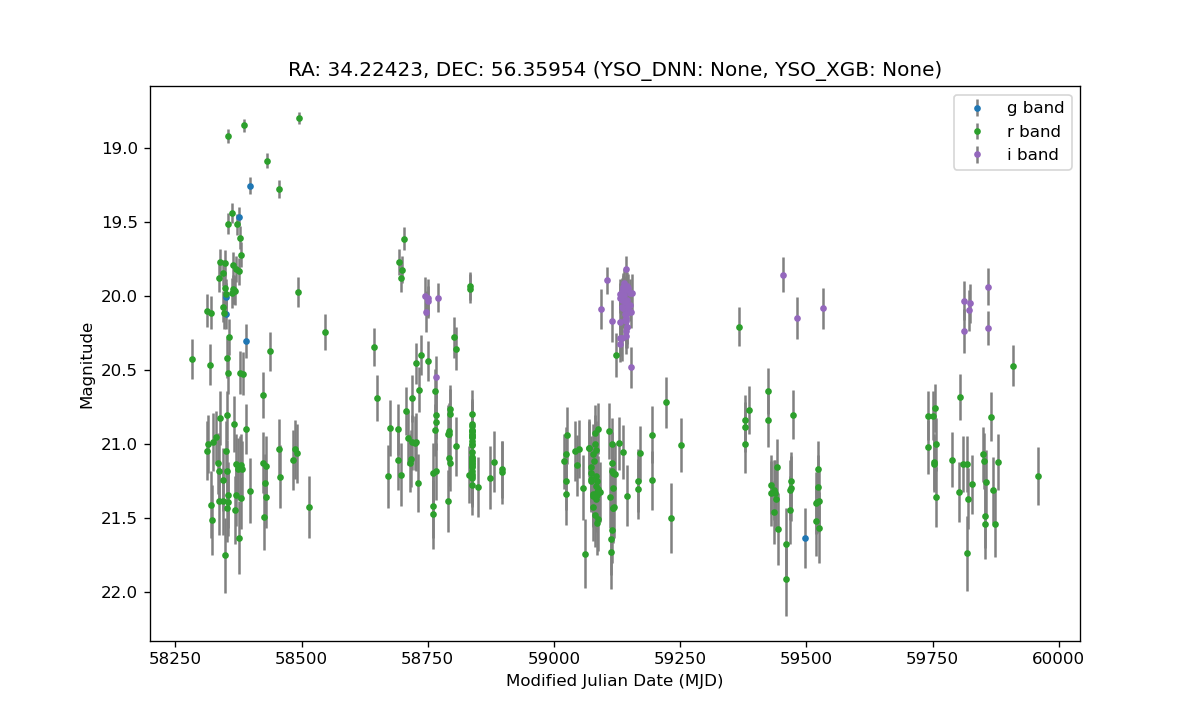 RA: 34.22423, DEC: 56.35954 (YSO_DNN: None, YSO_XGB: None)
g band
r band
i band
19.0
19.5
20.0
20.5
21.0
21.5
22.0
Magnitude
58250 58500 58750 59000 59250 59500 59750 60000
Modified Julian Date (MJD)